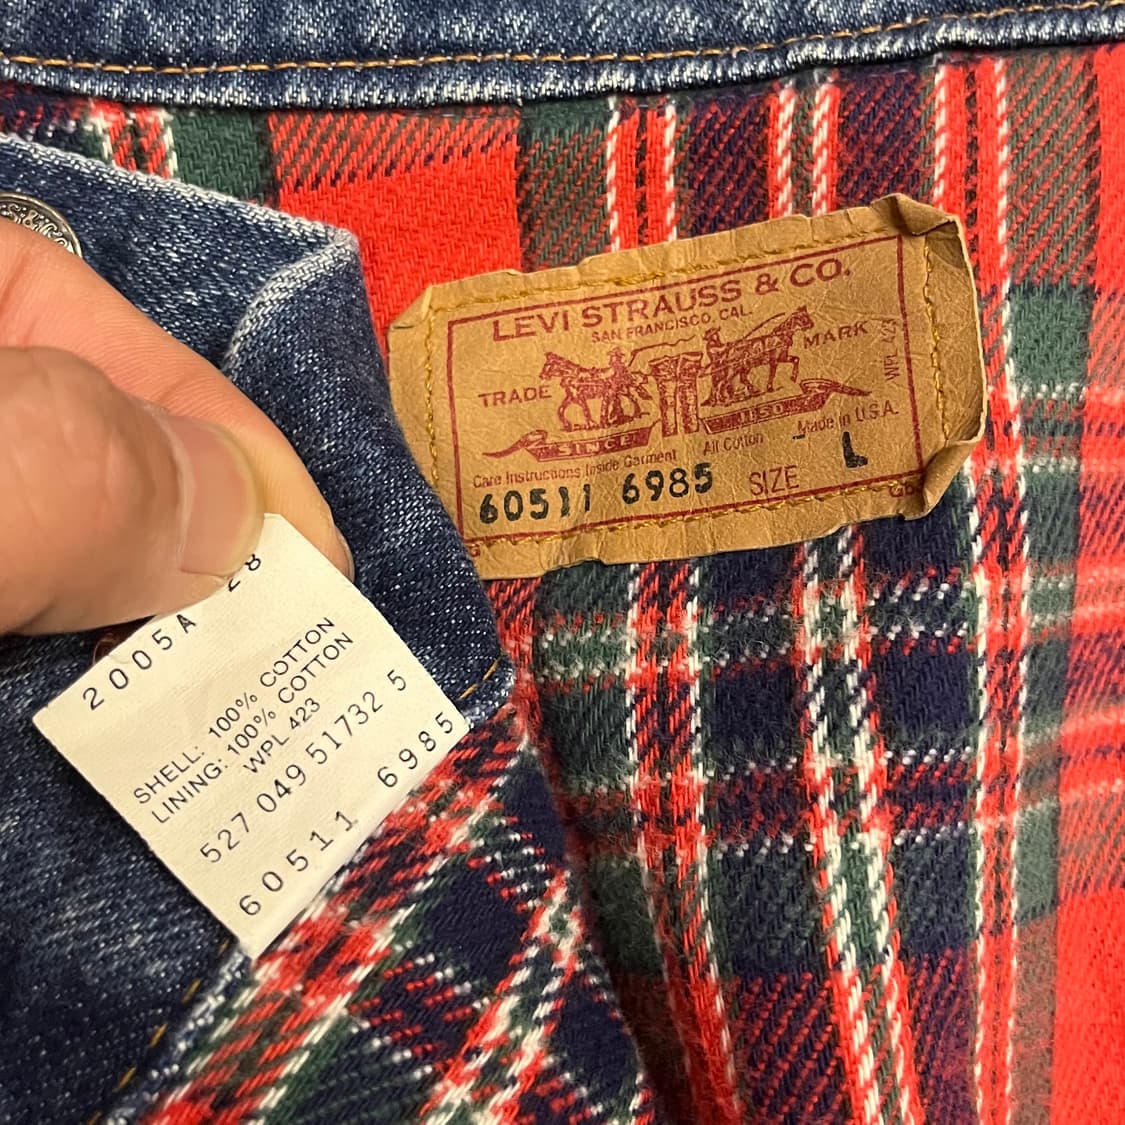 LEVI STRAUSS & CO.
SAN FRANCISCO, CAL.
TRADE MARK
WPL 423
SINCE 1850
Care Instructions Inside Garment All Cotton Made in U.S.A.
60511 6985 SIZE L
2005A 28
SHELL: 100% COTTON
LINING: 100% COTTON
WPL 423
527 049 51732 5
60511 6985